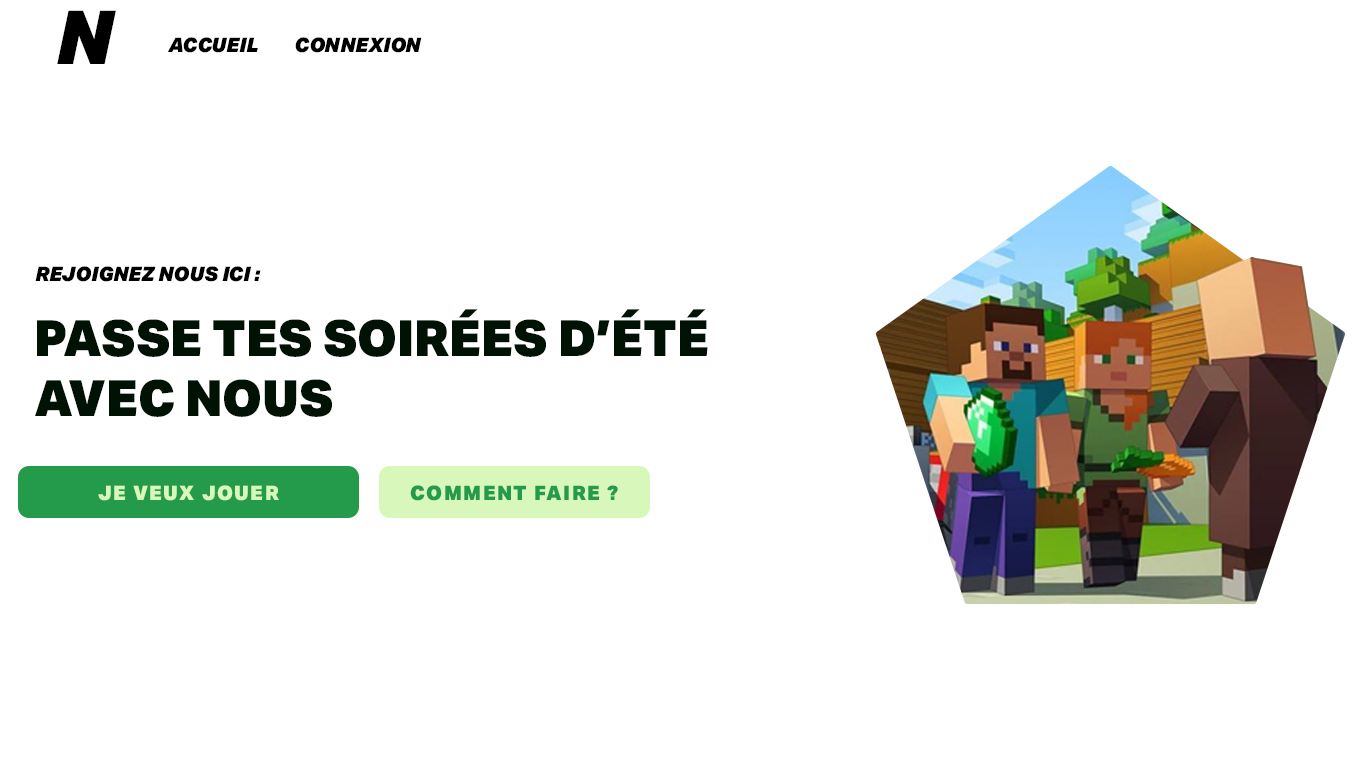 N
ACCUEIL CONNEXION
REJOIGNEZ NOUS ICI :
PASSE TES SOIRÉES D’ÉTÉ
AVEC NOUS
JE VEUX JOUER COMMENT FAIRE ?